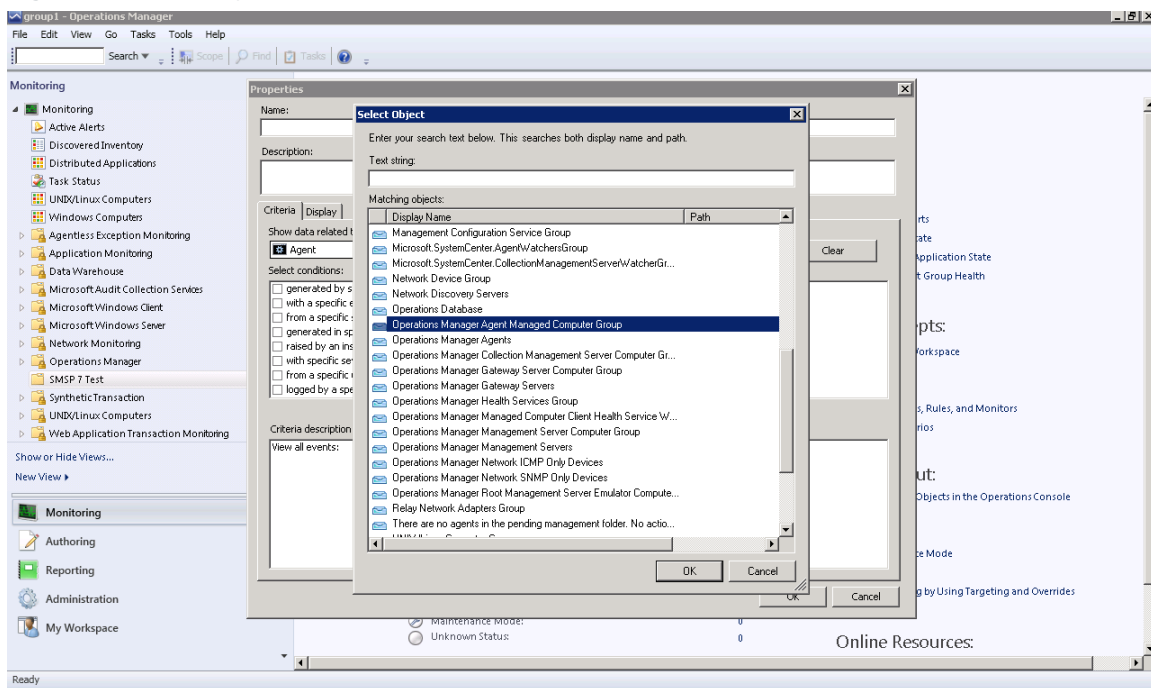 group1 - Operations Manager
File Edit View Go Tasks Tools Help
Search Scope Find Tasks
Monitoring
Monitoring
Active Alerts
Discovered Inventory
Distributed Applications
Task Status
UNIX/Linux Computers
Windows Computers
Agentless Exception Monitoring
Application Monitoring
Data Warehouse
Microsoft Audit Collection Services
Microsoft Windows Client
Microsoft Windows Server
Network Monitoring
Operations Manager
SMSP 7 Test
Synthetic Transaction
UNIX/Linux Computers
Web Application Transaction Monitoring
Show or Hide Views...
New View
Monitoring
Authoring
Reporting
Administration
My Workspace
Properties
Name:
Description:
Criteria Display
Show data related t
Agent
Clear
Select conditions:
generated by s
with a specific e
from a specific
generated in sp
raised by an ins
with specific se
from a specific
logged by a spe
Criteria description
View all events:
OK Cancel
Select Object
Enter your search text below. This searches both display name and path.
Text string:
Matching objects:
Display Name Path
Management Configuration Service Group
Microsoft.SystemCenter.AgentWatchersGroup
Microsoft.SystemCenter.CollectionManagementServerWatcherGr...
Network Device Group
Network Discovery Servers
Operations Database
Operations Manager Agent Managed Computer Group
Operations Manager Agents
Operations Manager Collection Management Server Computer Gr...
Operations Manager Gateway Server Computer Group
Operations Manager Gateway Servers
Operations Manager Health Services Group
Operations Manager Managed Computer Client Health Service W...
Operations Manager Management Server Computer Group
Operations Manager Management Servers
Operations Manager Network ICMP Only Devices
Operations Manager Network SNMP Only Devices
Operations Manager Root Management Server Emulator Compute...
Relay Network Adapters Group
There are no agents in the pending management folder. No actio...
OK Cancel
rts
tate
Application State
t Group Health
pts:
Workspace
s, Rules, and Monitors
rios
ut:
Objects in the Operations Console
ce Mode
g by Using Targeting and Overrides
Maintenance Mode: 0
Unknown Status: 0
Online Resources:
Ready